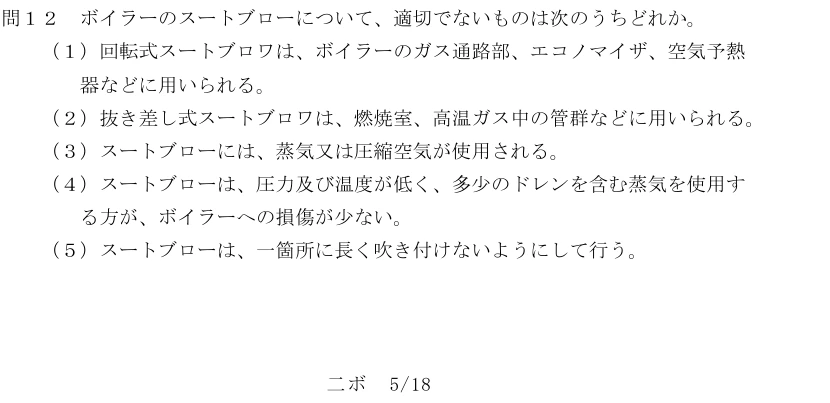 問１２　ボイラーのスートブローについて、適切でないものは次のうちどれか。
（１）回転式スートブロワは、ボイラーのガス通路部、エコノマイザ、空気予熱
器などに用いられる。
（２）抜き差し式スートブロワは、燃焼室、高温ガス中の管群などに用いられる。
（３）スートブローには、蒸気又は圧縮空気が使用される。
（４）スートブローは、圧力及び温度が低く、多少のドレンを含む蒸気を使用す
る方が、ボイラーへの損傷が少ない。
（５）スートブローは、一箇所に長く吹き付けないようにして行う。
二ボ　5/18